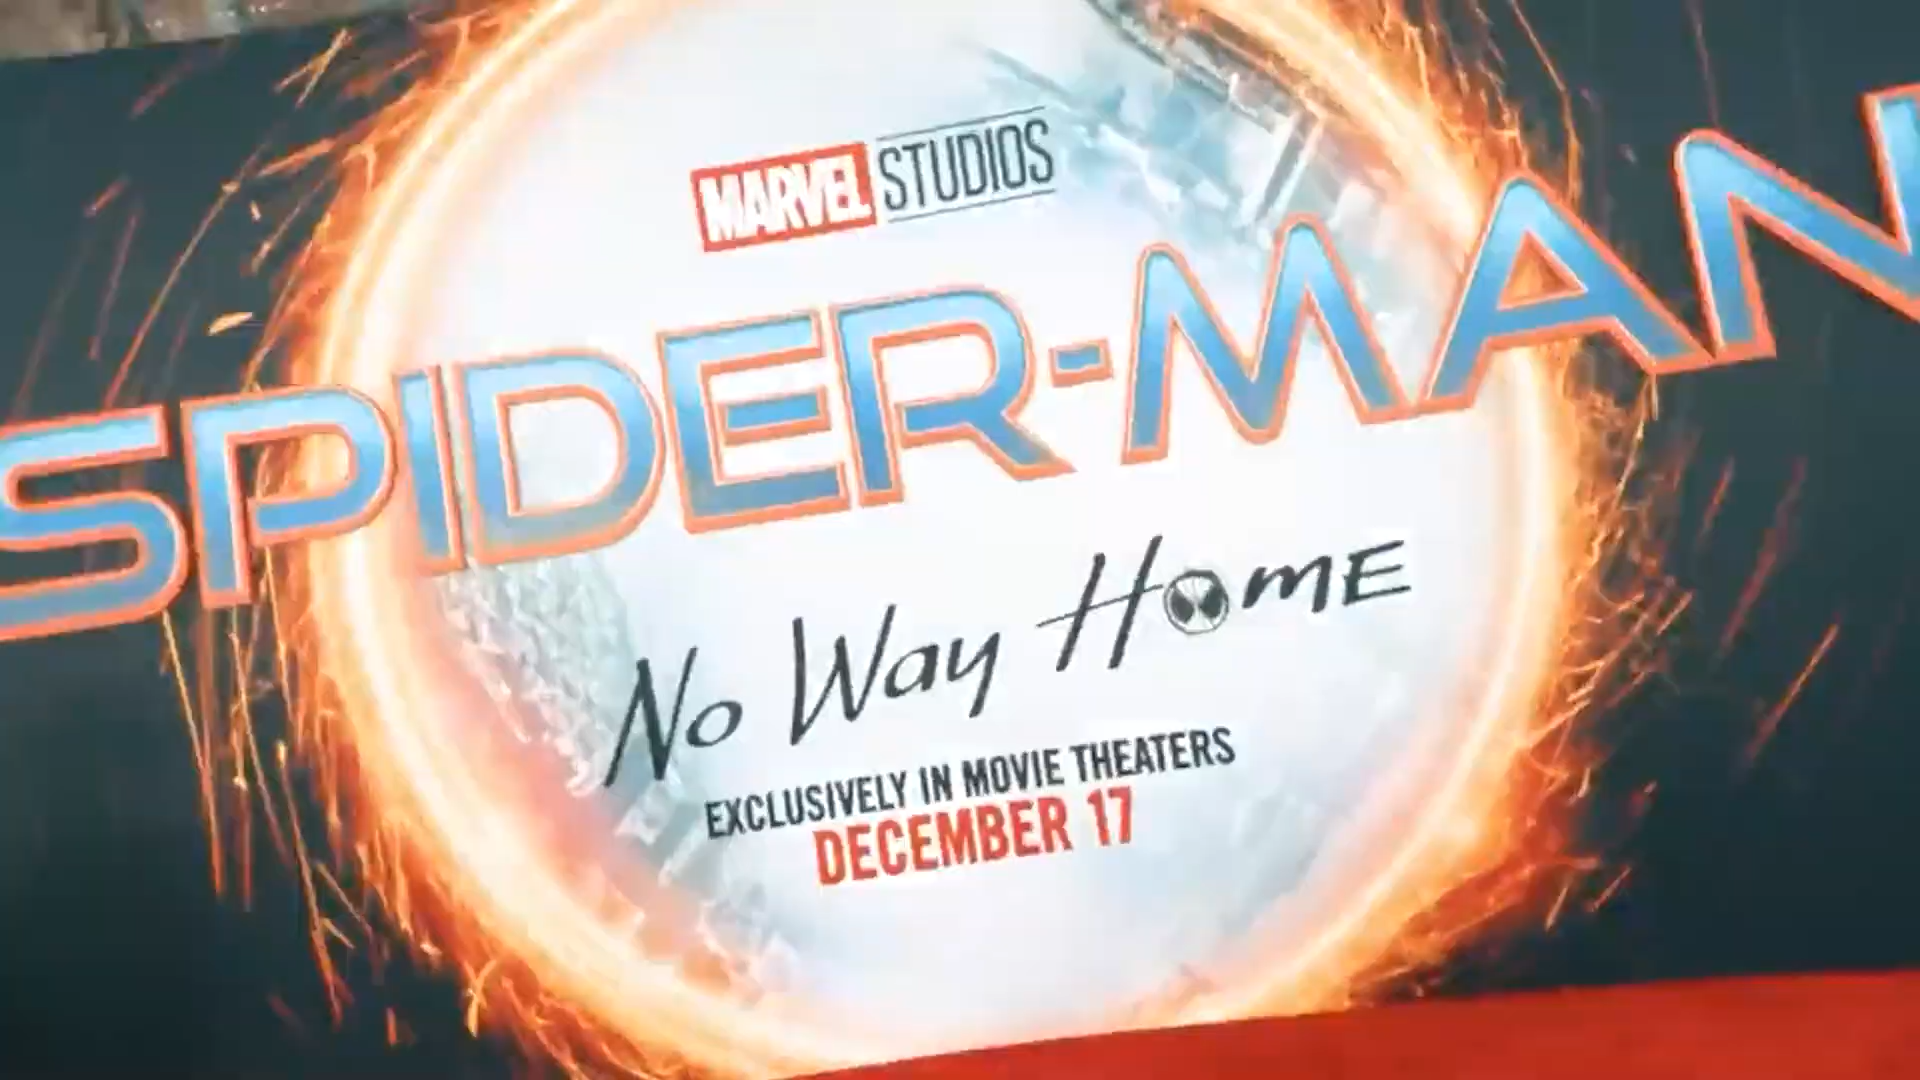 MARVEL STUDIOS
SPIDER-MAN
No Way HomE
EXCLUSIVELY IN MOVIE THEATERS
DECEMBER 17